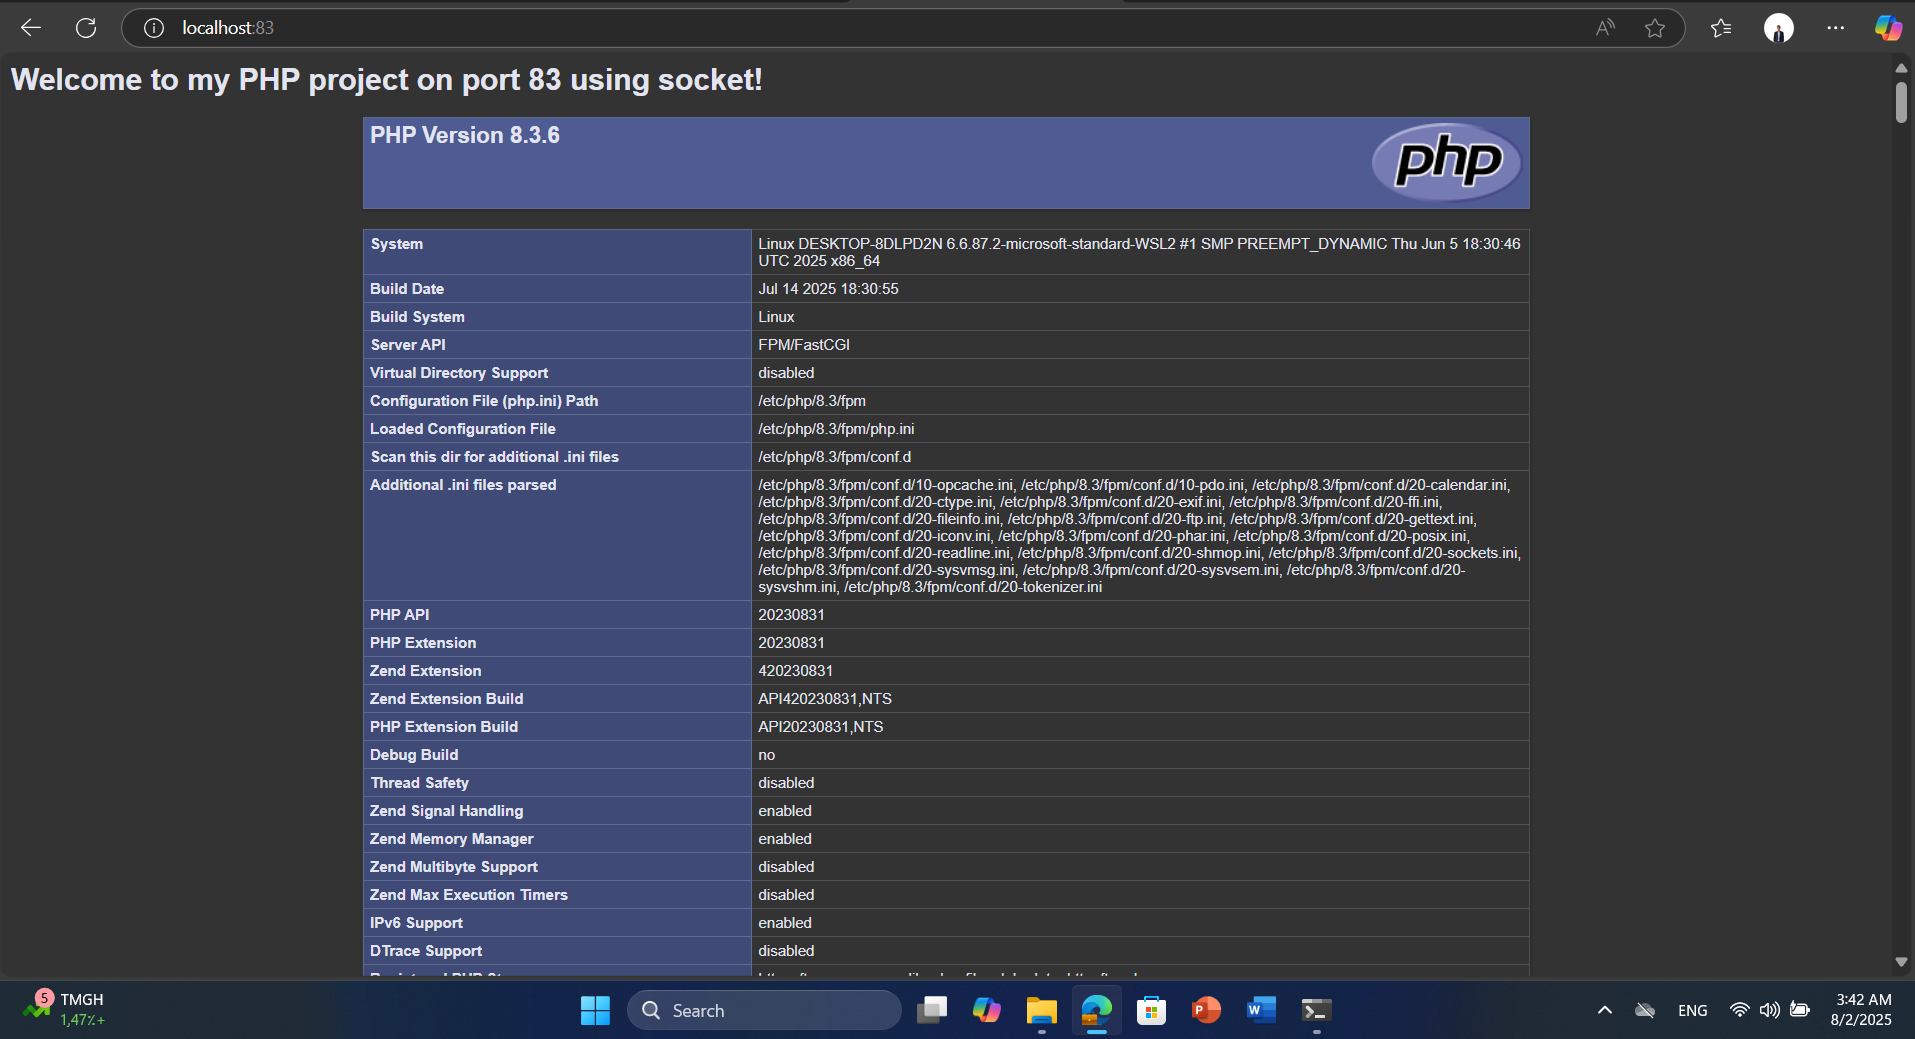 localhost:83
Welcome to my PHP project on port 83 using socket!
PHP Version 8.3.6
php
System Linux DESKTOP-8DLPD2N 6.6.87.2-microsoft-standard-WSL2 #1 SMP PREEMPT_DYNAMIC Thu Jun 5 18:30:46
UTC 2025 x86_64
Build Date Jul 14 2025 18:30:55
Build System Linux
Server API FPM/FastCGI
Virtual Directory Support disabled
Configuration File (php.ini) Path /etc/php/8.3/fpm
Loaded Configuration File /etc/php/8.3/fpm/php.ini
Scan this dir for additional .ini files /etc/php/8.3/fpm/conf.d
Additional .ini files parsed /etc/php/8.3/fpm/conf.d/10-opcache.ini, /etc/php/8.3/fpm/conf.d/10-pdo.ini, /etc/php/8.3/fpm/conf.d/20-calendar.ini,
/etc/php/8.3/fpm/conf.d/20-ctype.ini, /etc/php/8.3/fpm/conf.d/20-exif.ini, /etc/php/8.3/fpm/conf.d/20-ffi.ini,
/etc/php/8.3/fpm/conf.d/20-fileinfo.ini, /etc/php/8.3/fpm/conf.d/20-ftp.ini, /etc/php/8.3/fpm/conf.d/20-gettext.ini,
/etc/php/8.3/fpm/conf.d/20-iconv.ini, /etc/php/8.3/fpm/conf.d/20-phar.ini, /etc/php/8.3/fpm/conf.d/20-posix.ini,
/etc/php/8.3/fpm/conf.d/20-readline.ini, /etc/php/8.3/fpm/conf.d/20-shmop.ini, /etc/php/8.3/fpm/conf.d/20-sockets.ini,
/etc/php/8.3/fpm/conf.d/20-sysvmsg.ini, /etc/php/8.3/fpm/conf.d/20-sysvsem.ini, /etc/php/8.3/fpm/conf.d/20-
sysvshm.ini, /etc/php/8.3/fpm/conf.d/20-tokenizer.ini
PHP API 20230831
PHP Extension 20230831
Zend Extension 420230831
Zend Extension Build API420230831,NTS
PHP Extension Build API20230831,NTS
Debug Build no
Thread Safety disabled
Zend Signal Handling enabled
Zend Memory Manager enabled
Zend Multibyte Support disabled
Zend Max Execution Timers disabled
IPv6 Support enabled
DTrace Support disabled
5
TMGH
1,47٪+
Search
ENG
3:42 AM
8/2/2025